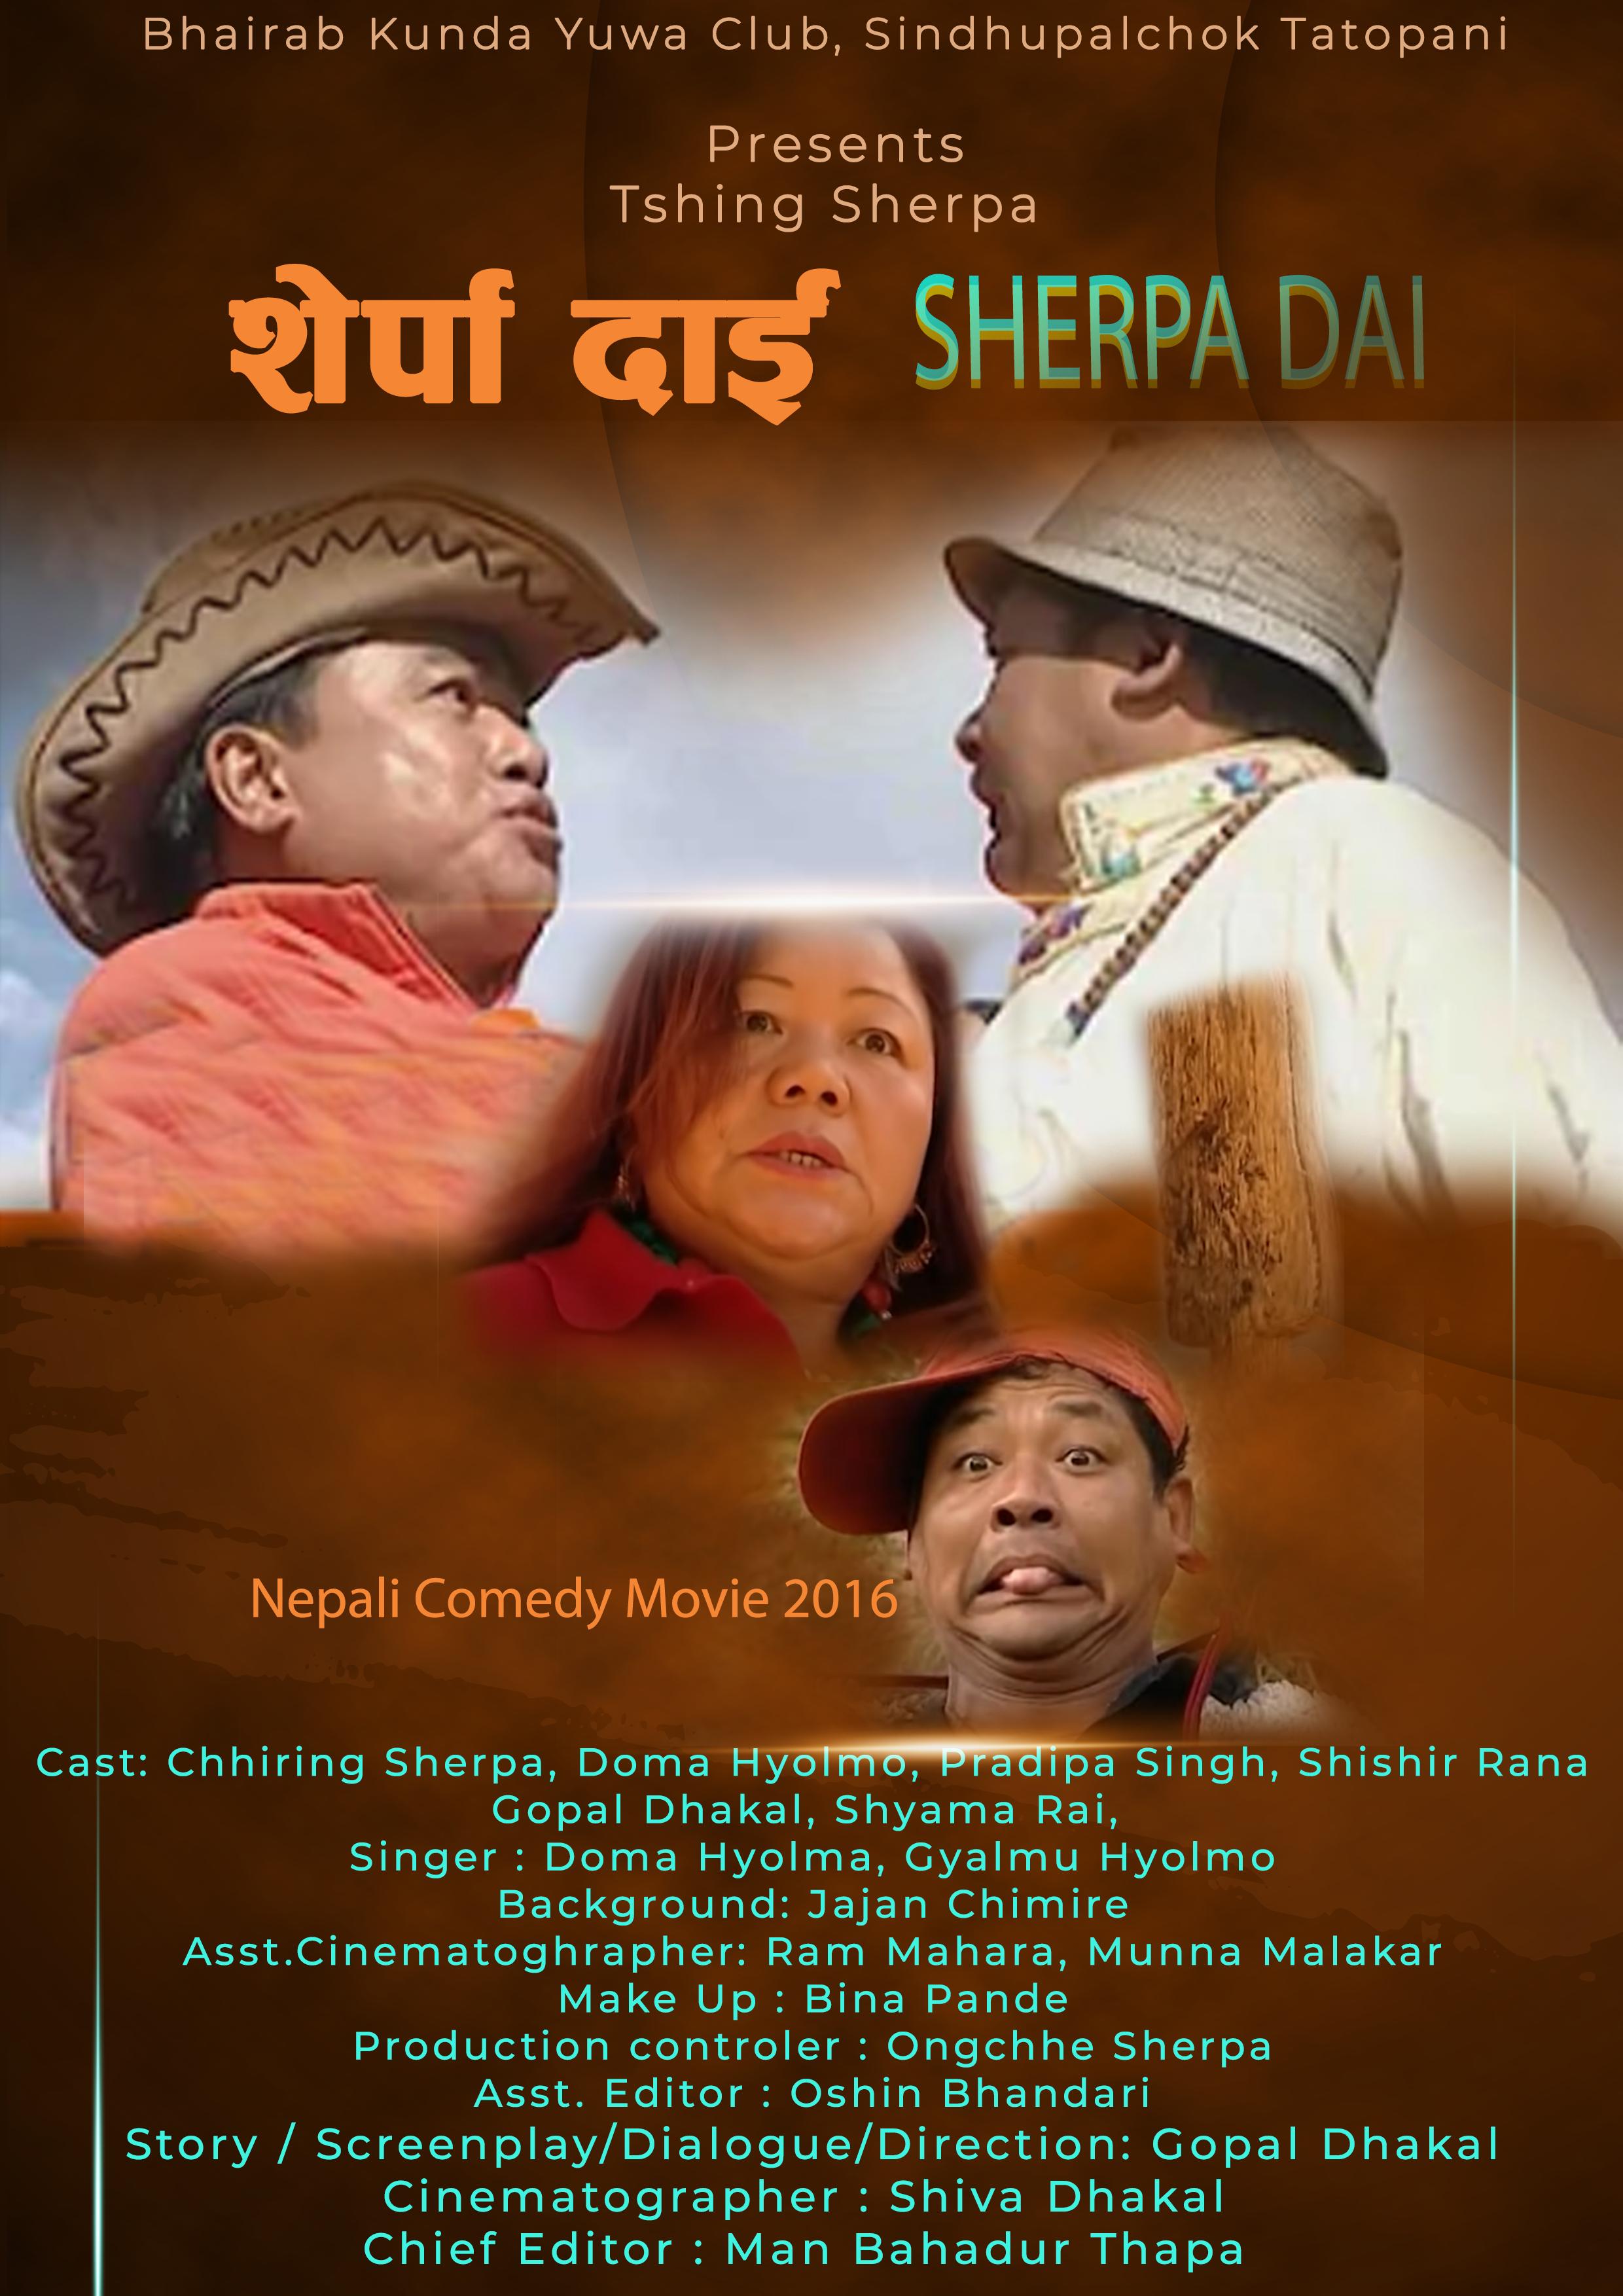 Bhairab Kunda Yuwa Club, Sindhupalchok Tatopani
Presents
Tshing Sherpa
शेर्पा दाई SHERPA DAI
Nepali Comedy Movie 2016
Cast: Chhiring Sherpa, Doma Hyolmo, Pradipa Singh, Shishir Rana
Gopal Dhakal, Shyama Rai,
Singer : Doma Hyolma, Gyalmu Hyolmo
Background: Jajan Chimire
Asst.Cinematoghrapher: Ram Mahara, Munna Malakar
Make Up : Bina Pande
Production controler : Ongchhe Sherpa
Asst. Editor : Oshin Bhandari
Story / Screenplay/Dialogue/Direction: Gopal Dhakal
Cinematographer : Shiva Dhakal
Chief Editor : Man Bahadur Thapa